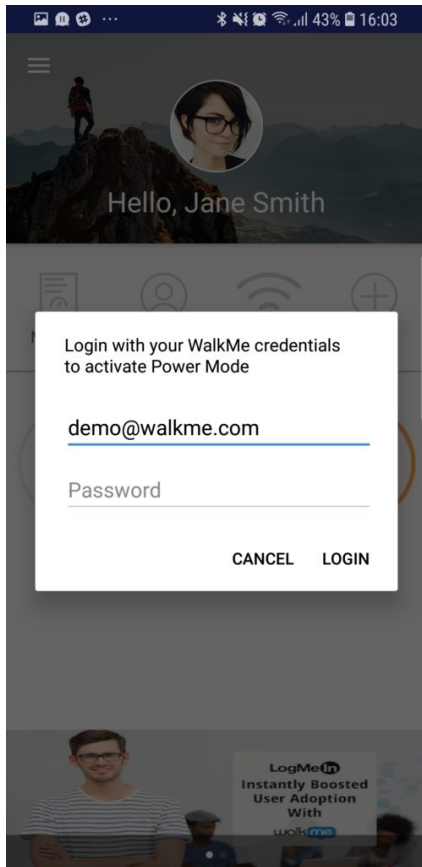 43% 16:03
Hello, Jane Smith
Login with your WalkMe credentials
to activate Power Mode
demo@walkme.com
Password
CANCEL LOGIN
LogMeIn
Instantly Boosted
User Adoption
With
walkme